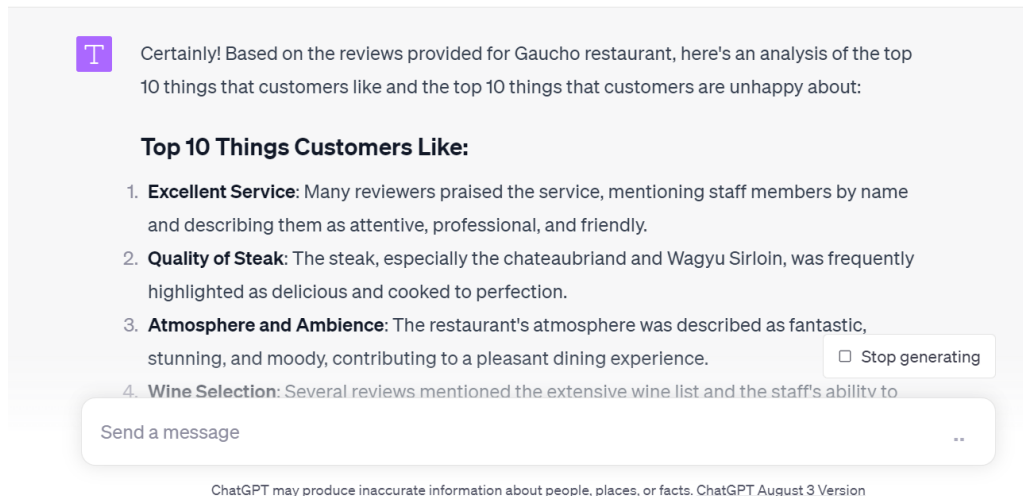 T
Certainly! Based on the reviews provided for Gaucho restaurant, here's an analysis of the top
10 things that customers like and the top 10 things that customers are unhappy about:
Top 10 Things Customers Like:
1. Excellent Service: Many reviewers praised the service, mentioning staff members by name
and describing them as attentive, professional, and friendly.
2. Quality of Steak: The steak, especially the chateaubriand and Wagyu Sirloin, was frequently
highlighted as delicious and cooked to perfection.
3. Atmosphere and Ambience: The restaurant's atmosphere was described as fantastic,
stunning, and moody, contributing to a pleasant dining experience.
Stop generating
4. Wine Selection: Several reviews mentioned the extensive wine list and the staff's ability to
Send a message
ChatGPT may produce inaccurate information about people, places, or facts. ChatGPT August 3 Version